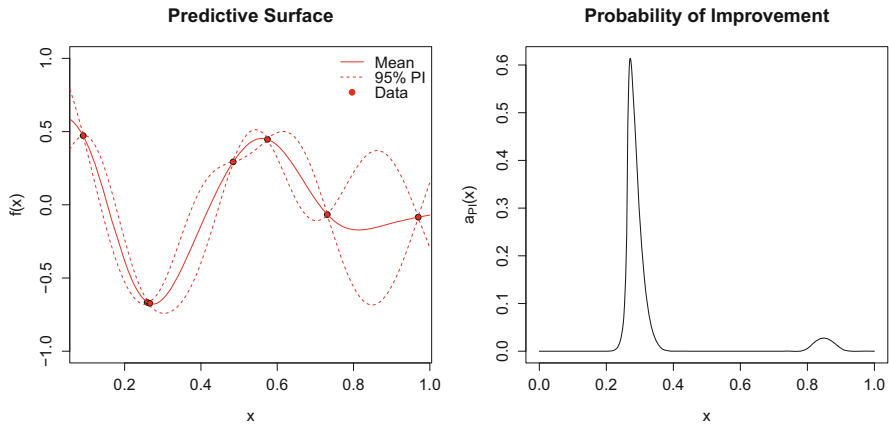 Predictive Surface
Mean
95% PI
Data
1.0
0.5
0.0
−0.5
−1.0
f(x)
0.2 0.4 0.6 0.8 1.0
x
Probability of Improvement
0.6
0.5
0.4
0.3
0.2
0.1
0.0
aPI(x)
0.0 0.2 0.4 0.6 0.8 1.0
x